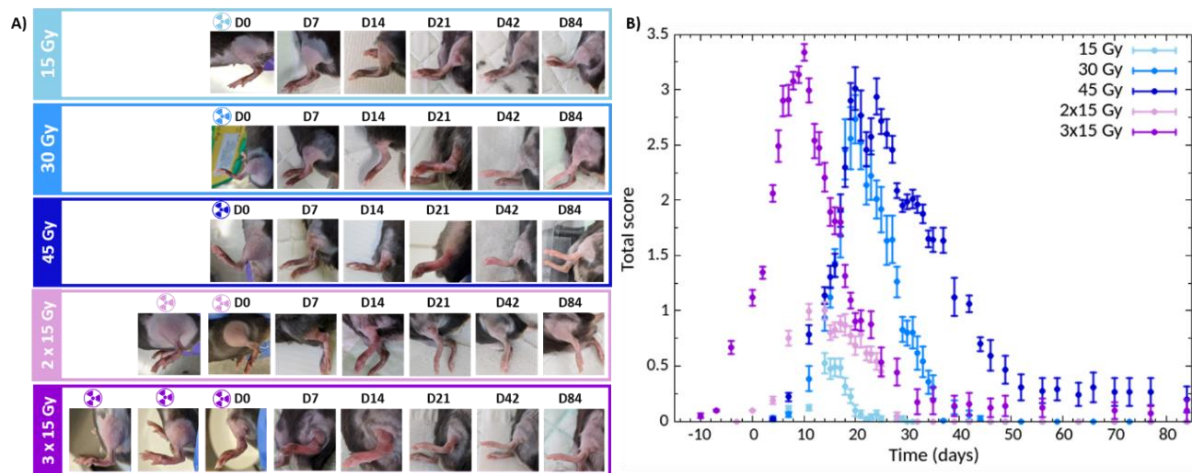 A)
15 Gy
D0 D7 D14 D21 D42 D84
30 Gy
D0 D7 D14 D21 D42 D84
45 Gy
D0 D7 D14 D21 D42 D84
2 x 15 Gy
D0 D7 D14 D21 D42 D84
3 x 15 Gy
D0 D7 D14 D21 D42 D84
B)
Total score
3.5
3
2.5
2
1.5
1
0.5
0
15 Gy
30 Gy
45 Gy
2x15 Gy
3x15 Gy
-10 0 10 20 30 40 50 60 70 80
Time (days)